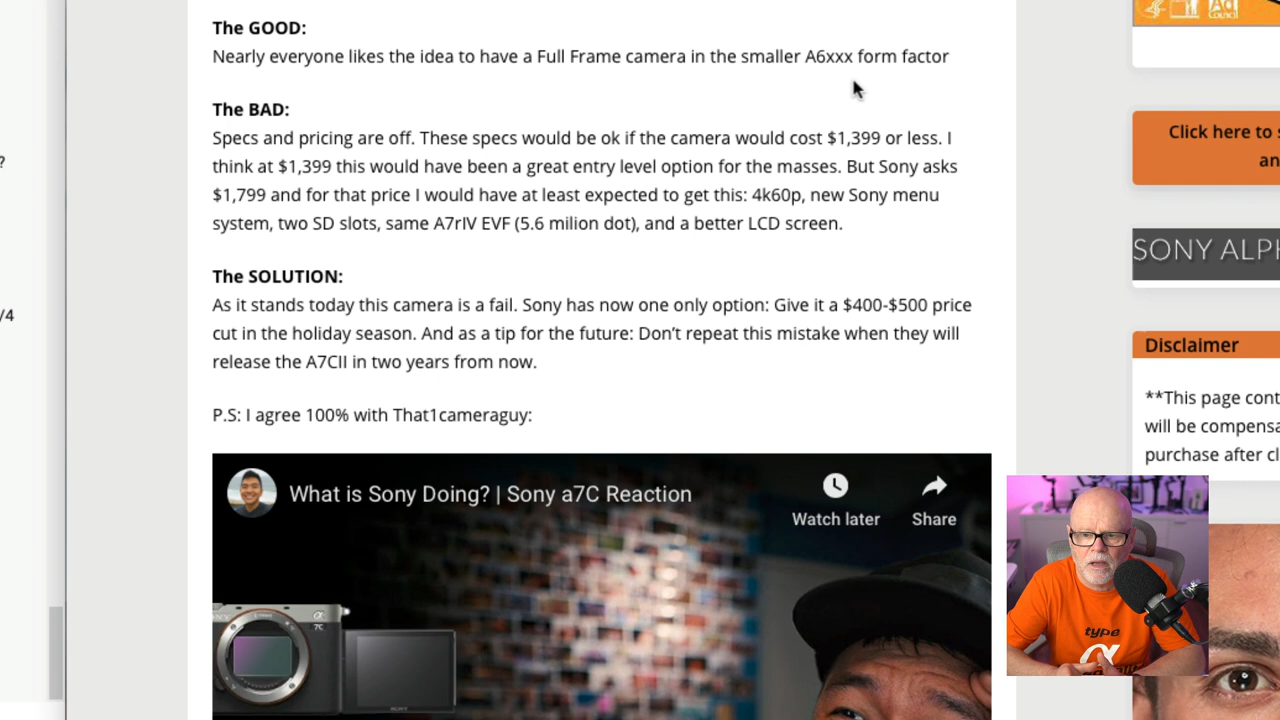 The GOOD:
Nearly everyone likes the idea to have a Full Frame camera in the smaller A6xxx form factor
The BAD:
Specs and pricing are off. These specs would be ok if the camera would cost $1,399 or less. I
think at $1,399 this would have been a great entry level option for the masses. But Sony asks
$1,799 and for that price I would have at least expected to get this: 4k60p, new Sony menu
system, two SD slots, same A7rIV EVF (5.6 milion dot), and a better LCD screen.
The SOLUTION:
As it stands today this camera is a fail. Sony has now one only option: Give it a $400-$500 price
cut in the holiday season. And as a tip for the future: Don’t repeat this mistake when they will
release the A7CII in two years from now.
P.S: I agree 100% with That1cameraguy:
What is Sony Doing? | Sony a7C Reaction
Watch later
Share
α
7C
SONY
?
/4
Ad
COUNCIL
Click here to
an
SONY ALP
Disclaimer
**This page cont
will be compensa
purchase after cl
type
α